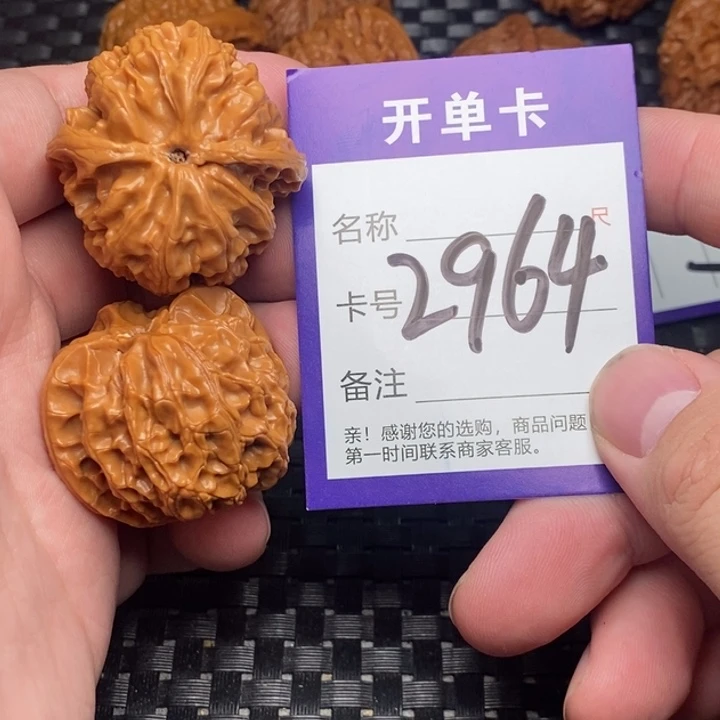 开单卡
名称 尺
卡号 2964
备注
亲！感谢您的选购，商品问题
第一时间联系商家客服。